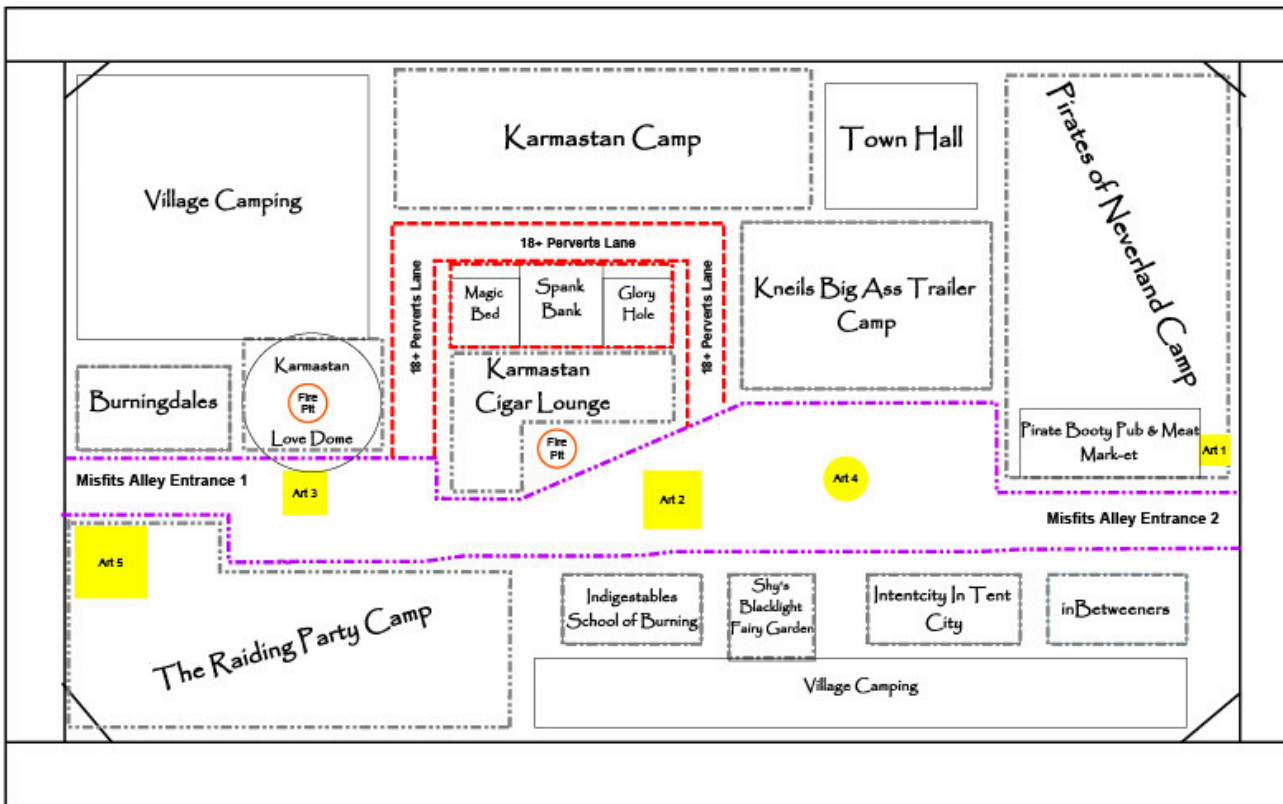 Karmastan Camp
Town Hall
Pirates of Neverland Camp
Village Camping
18+ Perverts Lane
18+ Perverts Lane
18+ Perverts Lane
Magic
Bed
Spank
Bank
Glory
Hole
Kneils Big Ass Trailer
Camp
Karmastan
Fire
Pit
Love Dome
Burningdales
Karmastan
Cigar Lounge
Fire
Pit
Pirate Booty Pub & Meat
Mark-et
Art 1
Misfits Alley Entrance 1
Art 3
Art 2
Art 4
Misfits Alley Entrance 2
Art 5
The Raiding Party Camp
Indigestables
School of Burning
Shy's
Blacklight
Fairy Garden
Intentcity In Tent
City
inBetweeners
Village Camping